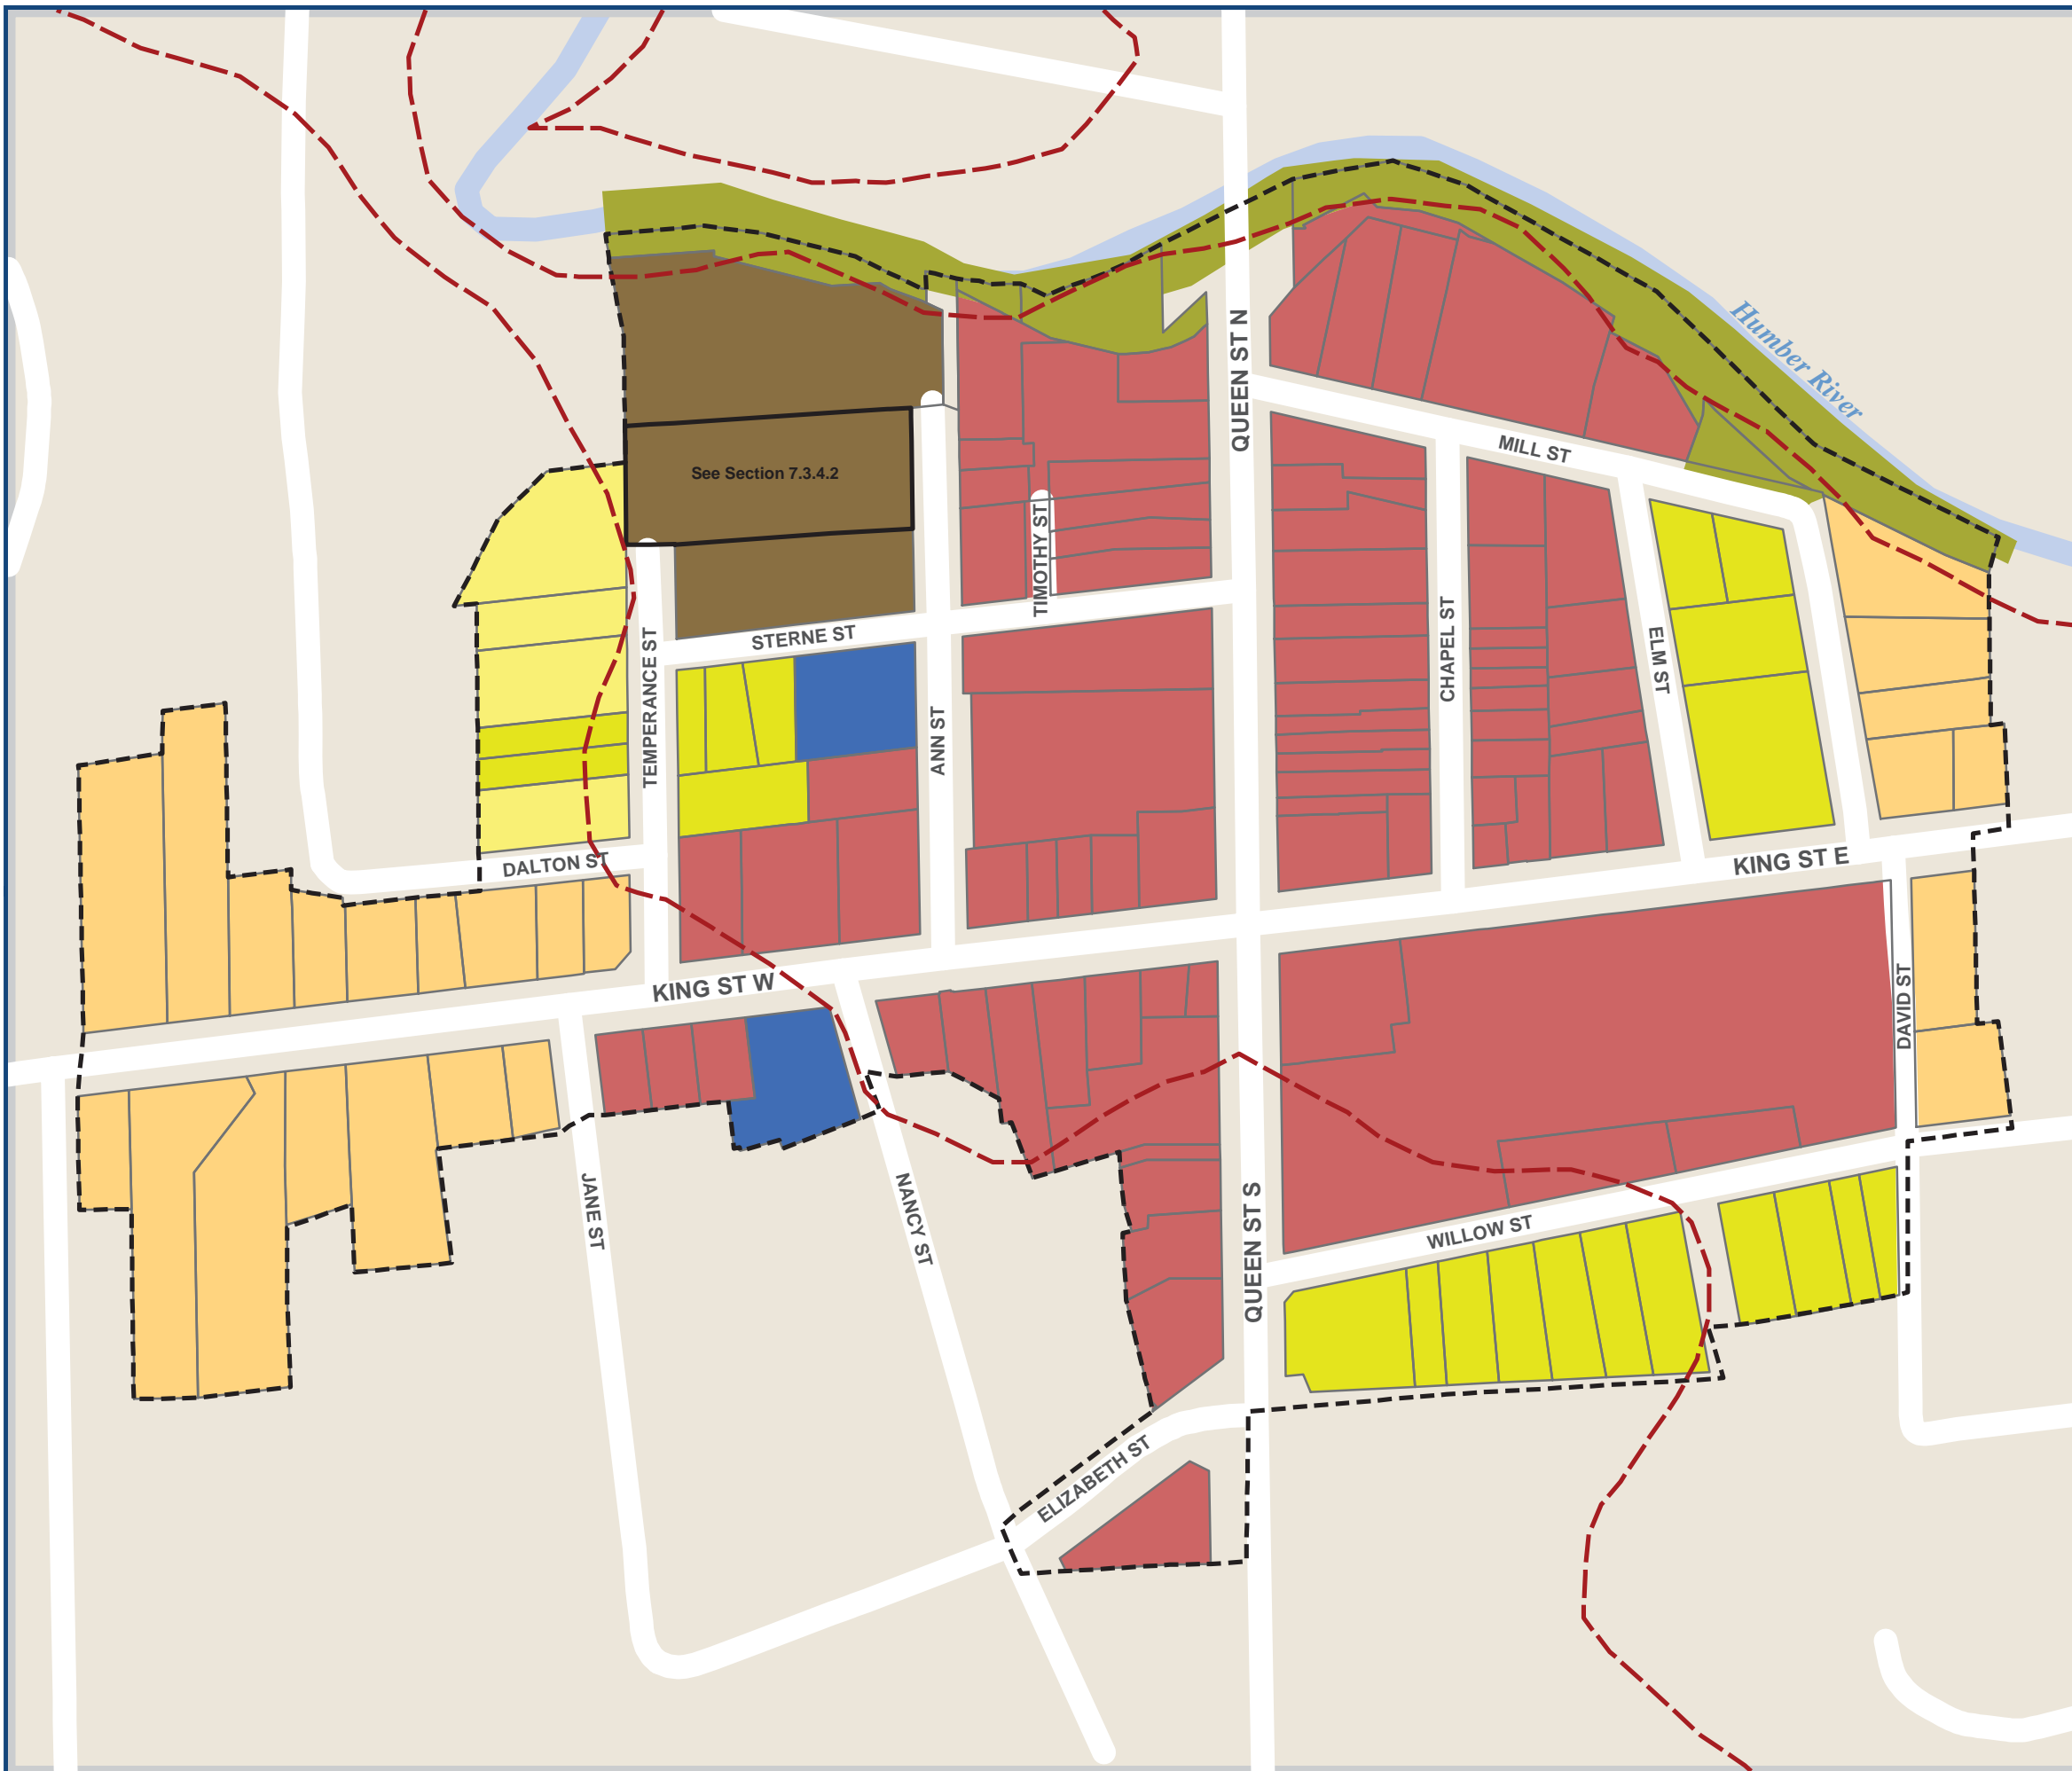 Humber River
QUEEN ST N
MILL ST
See Section 7.3.4.2
TIMOTHY ST
STERNE ST
TEMPERANCE ST
ANN ST
CHAPEL ST
ELM ST
DALTON ST
KING ST E
KING ST W
DAVID ST
JANE ST
NANCY ST
QUEEN ST S
WILLOW ST
ELIZABETH ST